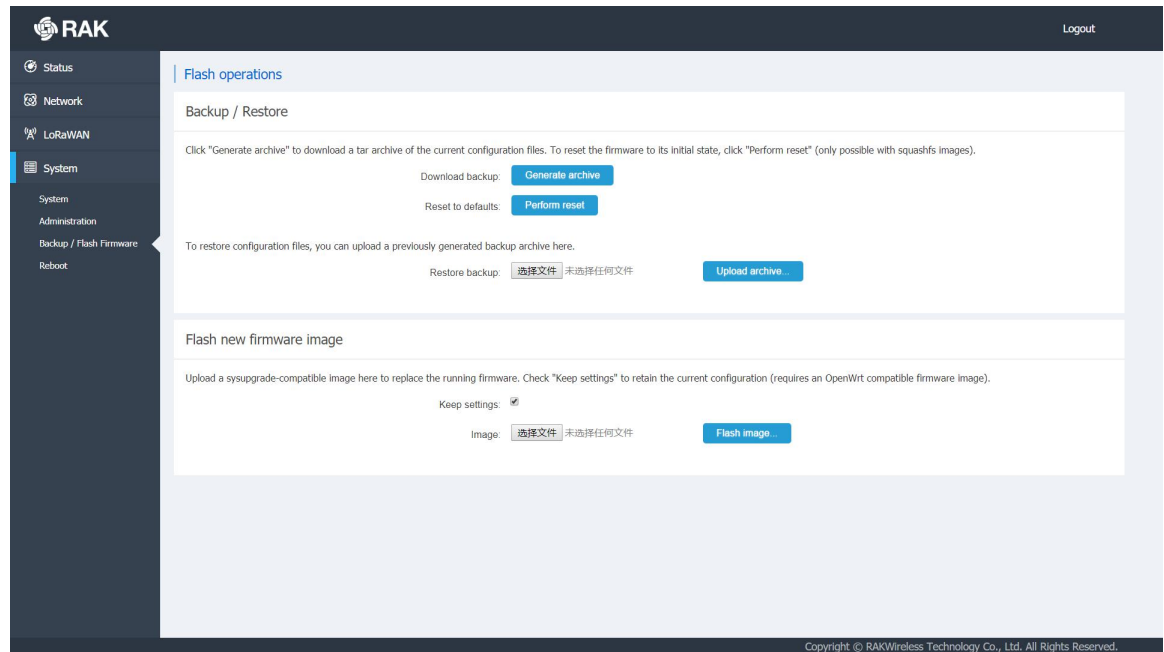 RAK
Logout
Status
Network
LoRaWAN
System
System
Administration
Backup / Flash Firmware
Reboot
Flash operations
Backup / Restore
Click "Generate archive" to download a tar archive of the current configuration files. To reset the firmware to its initial state, click "Perform reset" (only possible with squashfs images).
Download backup: Generate archive
Reset to defaults: Perform reset
To restore configuration files, you can upload a previously generated backup archive here.
Restore backup: 选择文件 未选择任何文件 Upload archive...
Flash new firmware image
Upload a sysupgrade-compatible image here to replace the running firmware. Check "Keep settings" to retain the current configuration (requires an OpenWrt compatible firmware image).
Keep settings:
Image: 选择文件 未选择任何文件 Flash image...
Copyright © RAKWireless Technology Co., Ltd. All Rights Reserved.